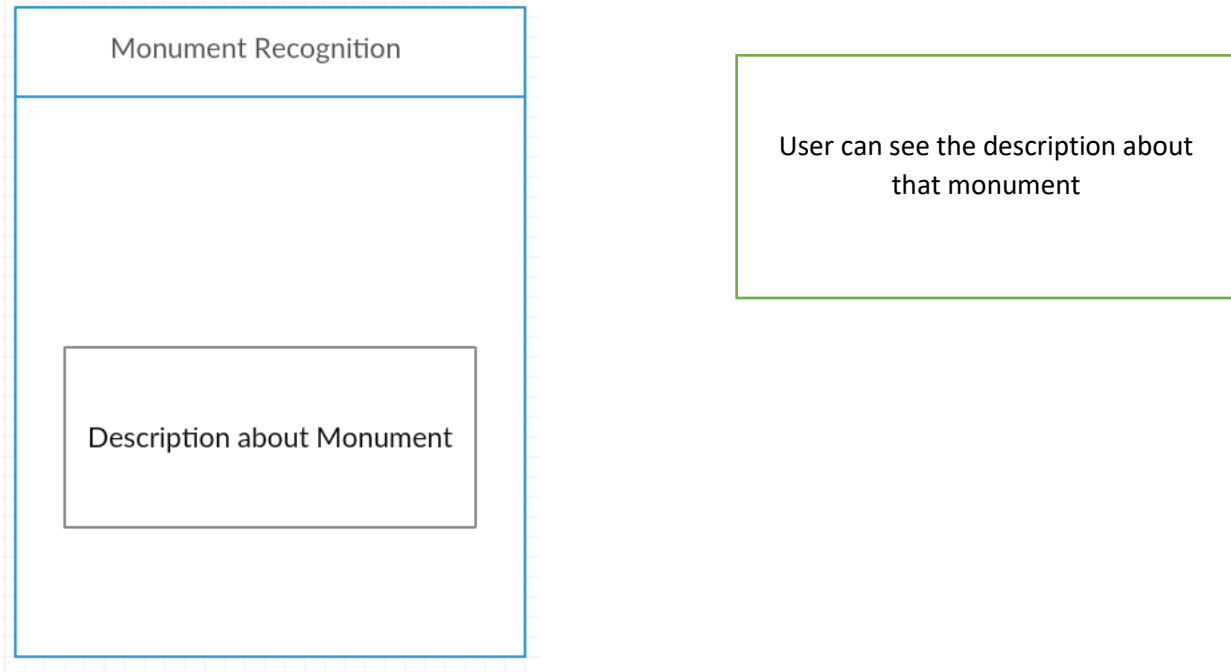 Monument Recognition
Description about Monument
User can see the description about
that monument